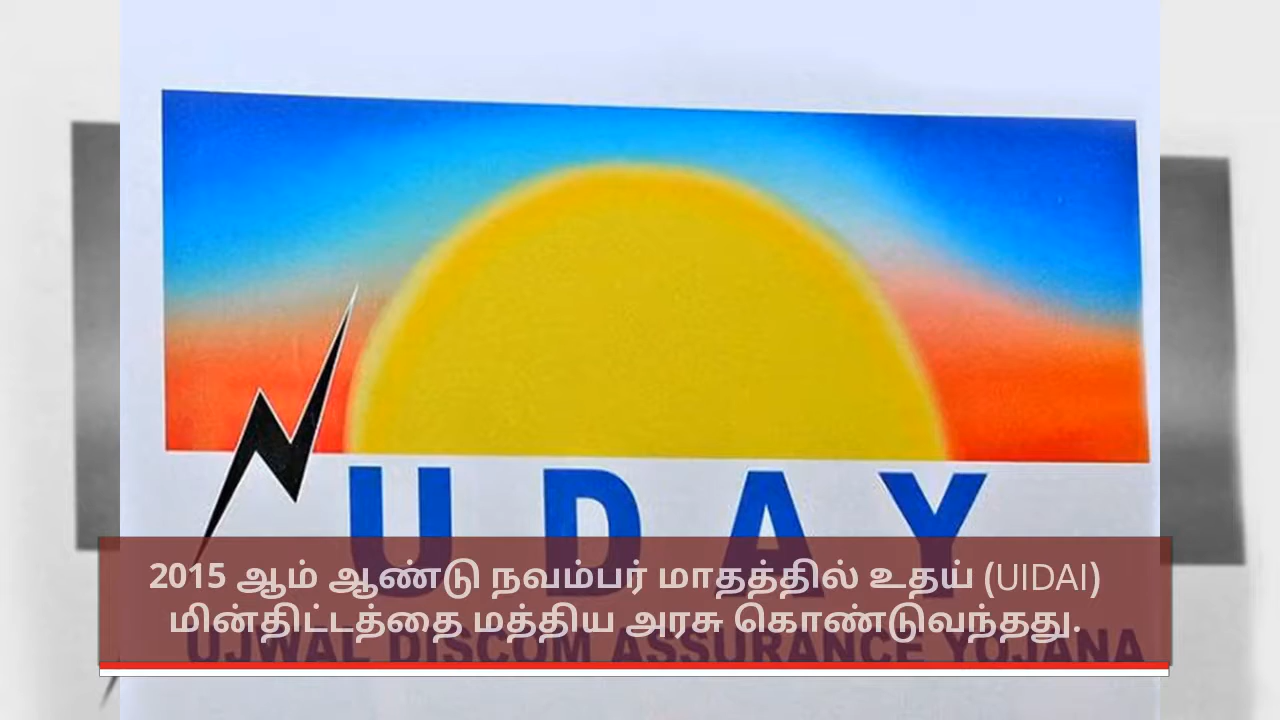 UDAY
2015 ஆம் ஆண்டு நவம்பர் மாதத்தில் உதய் (UIDAI)
மின்திட்டத்தை மத்திய அரசு கொண்டுவந்தது.
UJWAL DISCOM ASSURANCE YOJANA